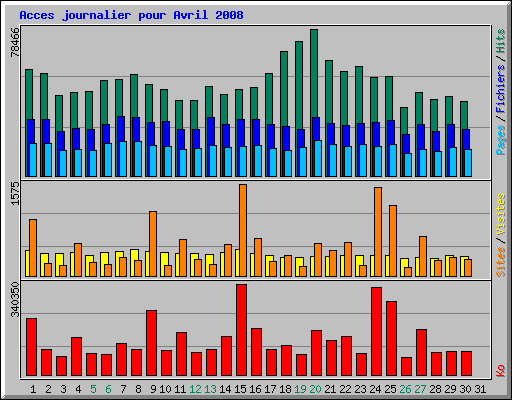 Acces journalier pour Avril 2008
78466
Pages / Fichiers / Hits
1575
Sites / Visites
340350
Ko
1 2 3 4 5 6 7 8 9 10 11 12 13 14 15 16 17 18 19 20 21 22 23 24 25 26 27 28 29 30 31